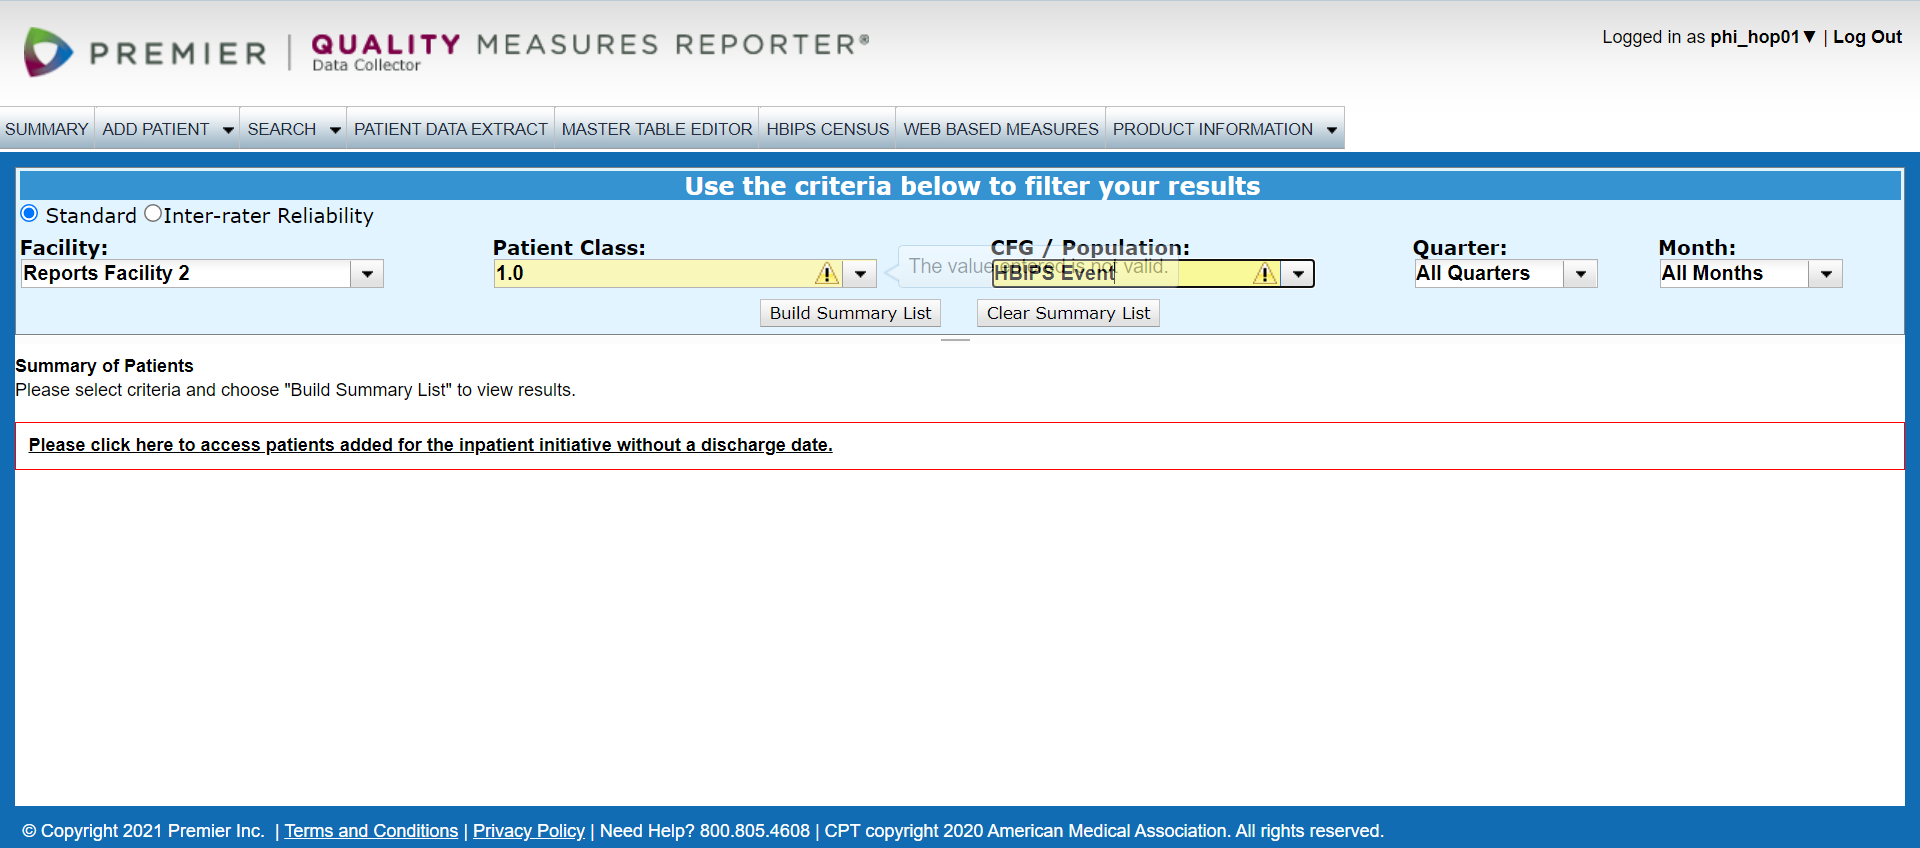 PREMIER | QUALITY MEASURES REPORTER®
Data Collector
Logged in as phi_hop01▼ | Log Out
SUMMARY ADD PATIENT SEARCH PATIENT DATA EXTRACT MASTER TABLE EDITOR HBIPS CENSUS WEB BASED MEASURES PRODUCT INFORMATION
Use the criteria below to filter your results
Standard Inter-rater Reliability
Facility: Patient Class: CFG / Population: Quarter: Month:
Reports Facility 2 1.0 The value entered is not valid. HBIPS Event All Quarters All Months
Build Summary List Clear Summary List
Summary of Patients
Please select criteria and choose "Build Summary List" to view results.
Please click here to access patients added for the inpatient initiative without a discharge date.
© Copyright 2021 Premier Inc. | Terms and Conditions | Privacy Policy | Need Help? 800.805.4608 | CPT copyright 2020 American Medical Association. All rights reserved.